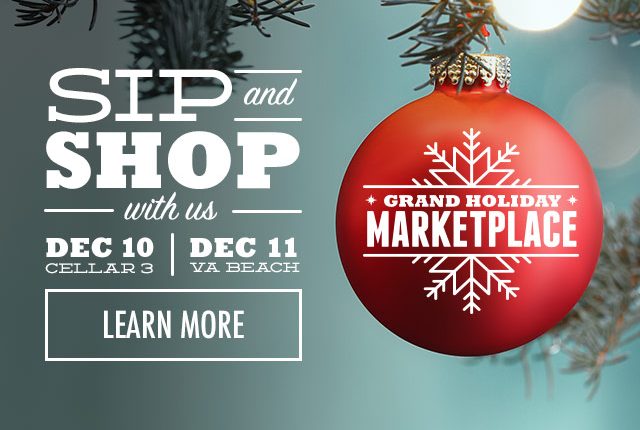 SIP and
SHOP
with us
DEC 10 | DEC 11
CELLAR 3 VA BEACH
LEARN MORE
GRAND HOLIDAY
MARKETPLACE